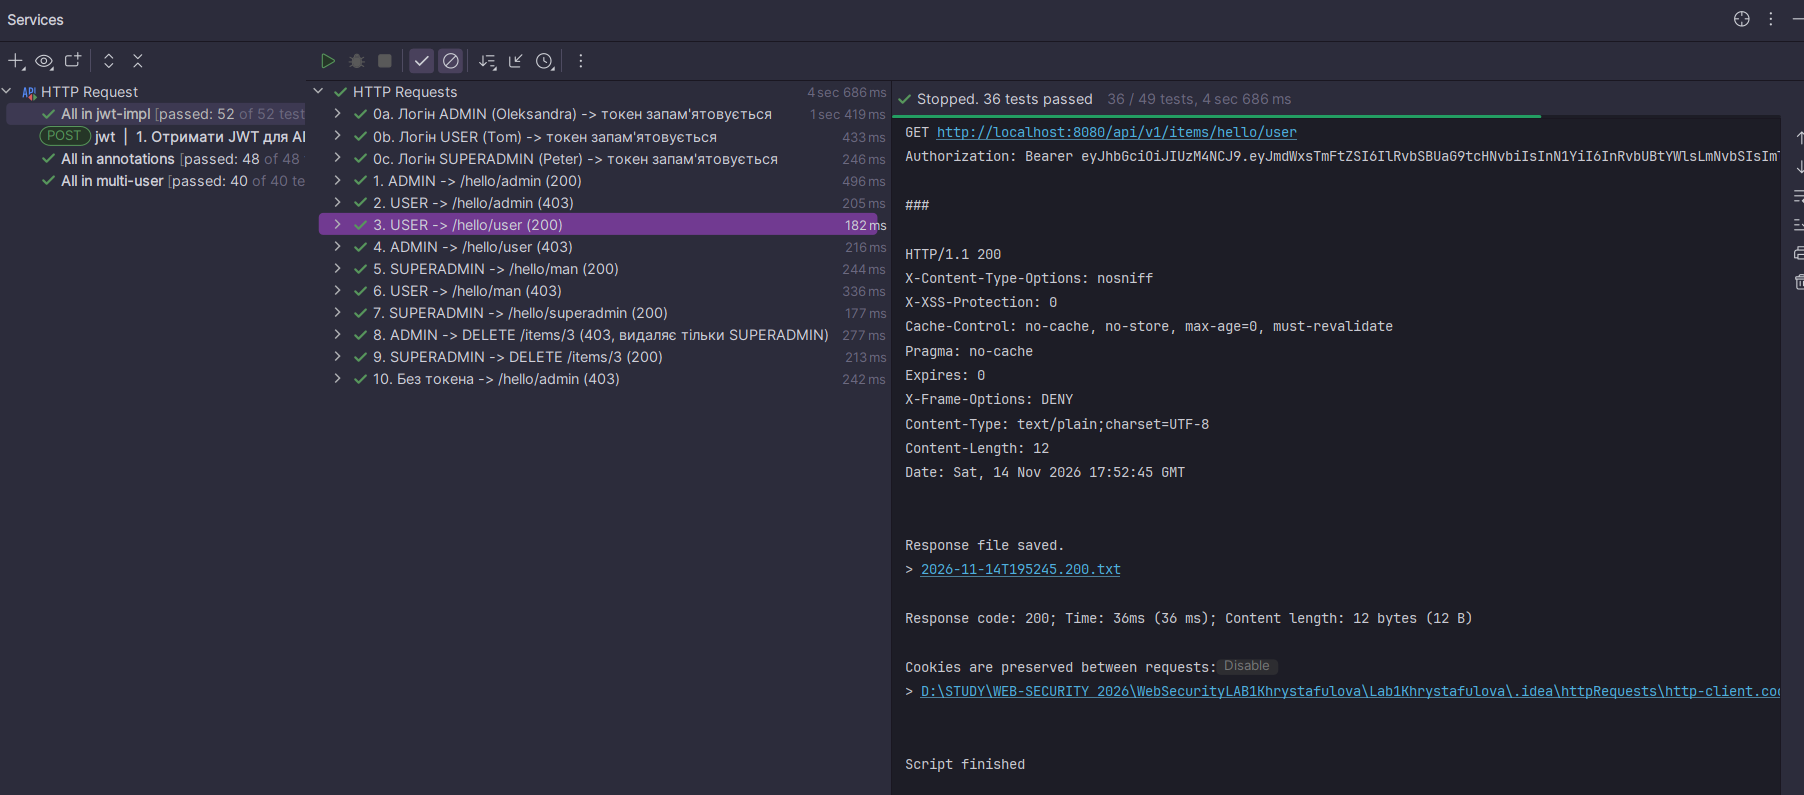 Services
HTTP Request
All in jwt-impl [passed: 52 of 52 test
POST jwt | 1. Отримати JWT для
All in annotations [passed: 48 of 48
All in multi-user [passed: 40 of 40 te
HTTP Requests 4 sec 686 ms
0a. Логін ADMIN (Oleksandra) -> токен запам'ятовується 1 sec 419 ms
0b. Логін USER (Tom) -> токен запам'ятовується 433 ms
0c. Логін SUPERADMIN (Peter) -> токен запам'ятовується 246 ms
1. ADMIN -> /hello/admin (200) 496 ms
2. USER -> /hello/admin (403) 205 ms
3. USER -> /hello/user (200) 182 ms
4. ADMIN -> /hello/user (403) 216 ms
5. SUPERADMIN -> /hello/man (200) 244 ms
6. USER -> /hello/man (403) 336 ms
7. SUPERADMIN -> /hello/superadmin (200) 177 ms
8. ADMIN -> DELETE /items/3 (403, видаляє тільки SUPERADMIN) 277 ms
9. SUPERADMIN -> DELETE /items/3 (200) 213 ms
10. Без токена -> /hello/admin (403) 242 ms
Stopped. 36 tests passed 36 / 49 tests, 4 sec 686 ms
GET http://localhost:8080/api/v1/items/hello/user
Authorization: Bearer eyJhbGciOiJIUzM4NCJ9.eyJmdWxsTmFtZSI6IlRvbSBUaG9tcHNvbiIsInN1YiI6InRvbUBtYWlsLmNvbSIsIm
###
HTTP/1.1 200
X-Content-Type-Options: nosniff
X-XSS-Protection: 0
Cache-Control: no-cache, no-store, max-age=0, must-revalidate
Pragma: no-cache
Expires: 0
X-Frame-Options: DENY
Content-Type: text/plain;charset=UTF-8
Content-Length: 12
Date: Sat, 14 Nov 2026 17:52:45 GMT
Response file saved.
> 2026-11-14T195245.200.txt
Response code: 200; Time: 36ms (36 ms); Content length: 12 bytes (12 B)
Cookies are preserved between requests: Disable
> D:\STUDY\WEB-SECURITY 2026\WebSecurityLAB1Khrystafulova\Lab1Khrystafulova\.idea\httpRequests\http-client.coo
Script finished